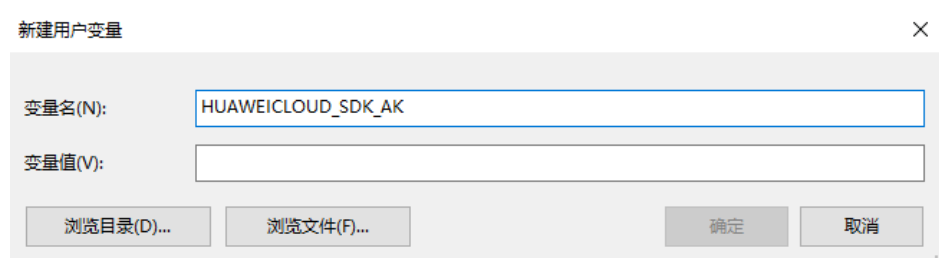 新建用户变量
变量名(N): HUAWEICLOUD_SDK_AK
变量值(V):
浏览目录(D)... 浏览文件(F)... 确定 取消